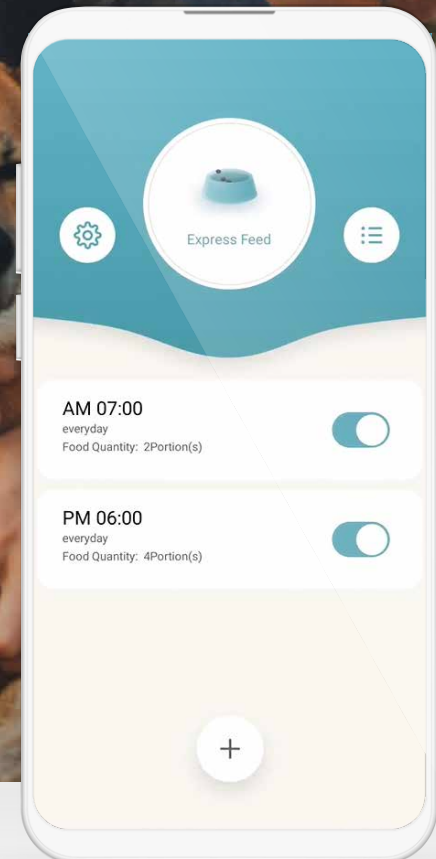 Express Feed
AM 07:00
everyday
Food Quantity: 2Portion(s)
PM 06:00
everyday
Food Quantity: 4Portion(s)